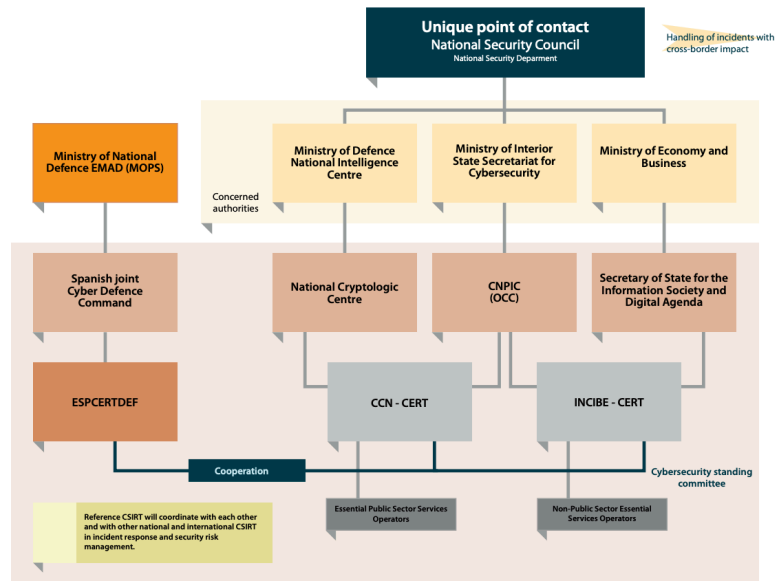 Unique point of contact
National Security Council
National Security Deparment
Handling of incidents with
cross-border impact
Ministry of National
Defence EMAD (MOPS)
Ministry of Defence
National Intelligence
Centre
Ministry of Interior
State Secretariat for
Cybersecurity
Ministry of Economy and
Business
Concerned
authorities
Spanish joint
Cyber Defence
Command
National Cryptologic
Centre
CNPIC
(OCC)
Secretary of State for the
Information Society and
Digital Agenda
ESPCERTDEF
CCN - CERT
INCIBE - CERT
Cooperation
Cybersecurity standing
committee
Essential Public Sector Services
Operators
Non-Public Sector Essential
Services Operators
Reference CSIRT will coordinate with each other
and with other national and international CSIRT
in incident response and security risk
management.